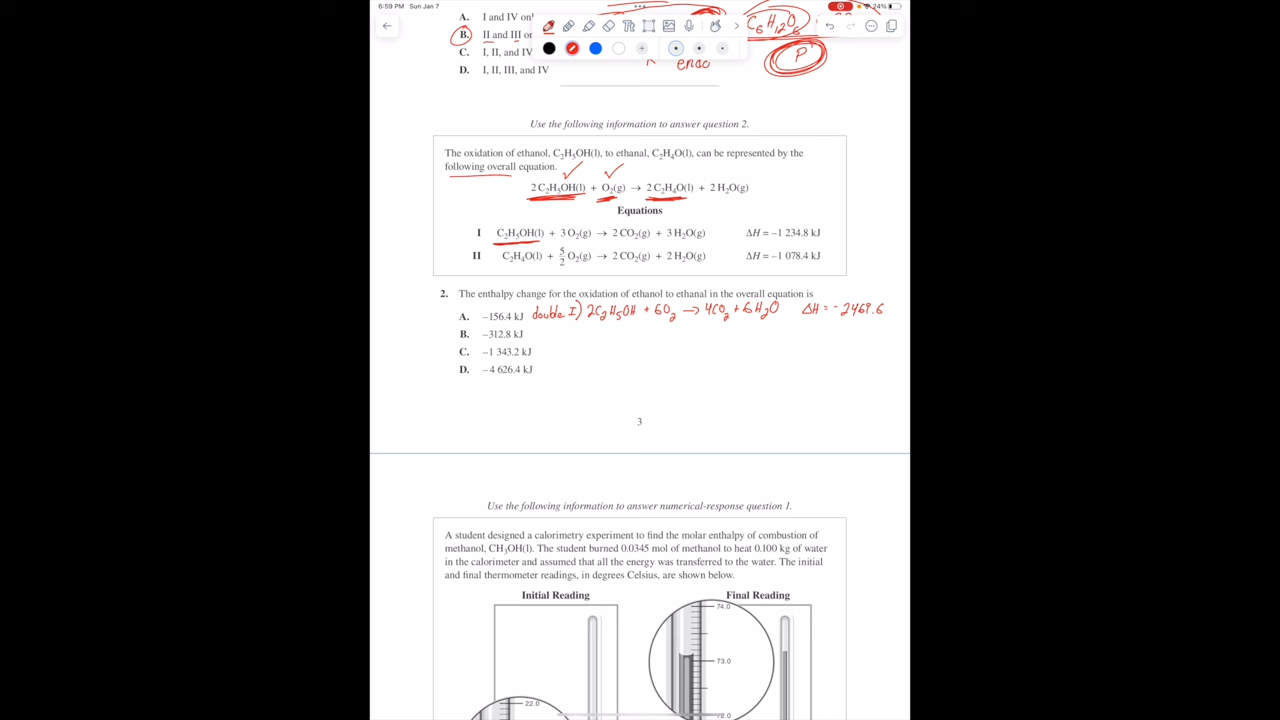 6:59 PM Sun Jan 7
24%
A. I and IV onl
B. II and III or
C. I, II, and IV
D. I, II, III, and IV
C₆H₁₂O₆
P
endo
Use the following information to answer question 2.
The oxidation of ethanol, C₂H₅OH(l), to ethanal, C₂H₄O(l), can be represented by the
following overall equation.
2 C₂H₅OH(l) + O₂(g) → 2 C₂H₄O(l) + 2 H₂O(g)
Equations
I C₂H₅OH(l) + 3 O₂(g) → 2 CO₂(g) + 3 H₂O(g) ΔH = −1 234.8 kJ
II C₂H₄O(l) + 5/2 O₂(g) → 2 CO₂(g) + 2 H₂O(g) ΔH = −1 078.4 kJ
2. The enthalpy change for the oxidation of ethanol to ethanal in the overall equation is
A. −156.4 kJ
double I) 2C₂H₅OH + 6O₂ → 4CO₂ + 6H₂O ΔH = -2469.6
B. −312.8 kJ
C. −1 343.2 kJ
D. −4 626.4 kJ
3
Use the following information to answer numerical-response question 1.
A student designed a calorimetry experiment to find the molar enthalpy of combustion of
methanol, CH₃OH(l). The student burned 0.0345 mol of methanol to heat 0.100 kg of water
in the calorimeter and assumed that all the energy was transferred to the water. The initial
and final thermometer readings, in degrees Celsius, are shown below.
Initial Reading
Final Reading
74.0
73.0
22.0
72.0